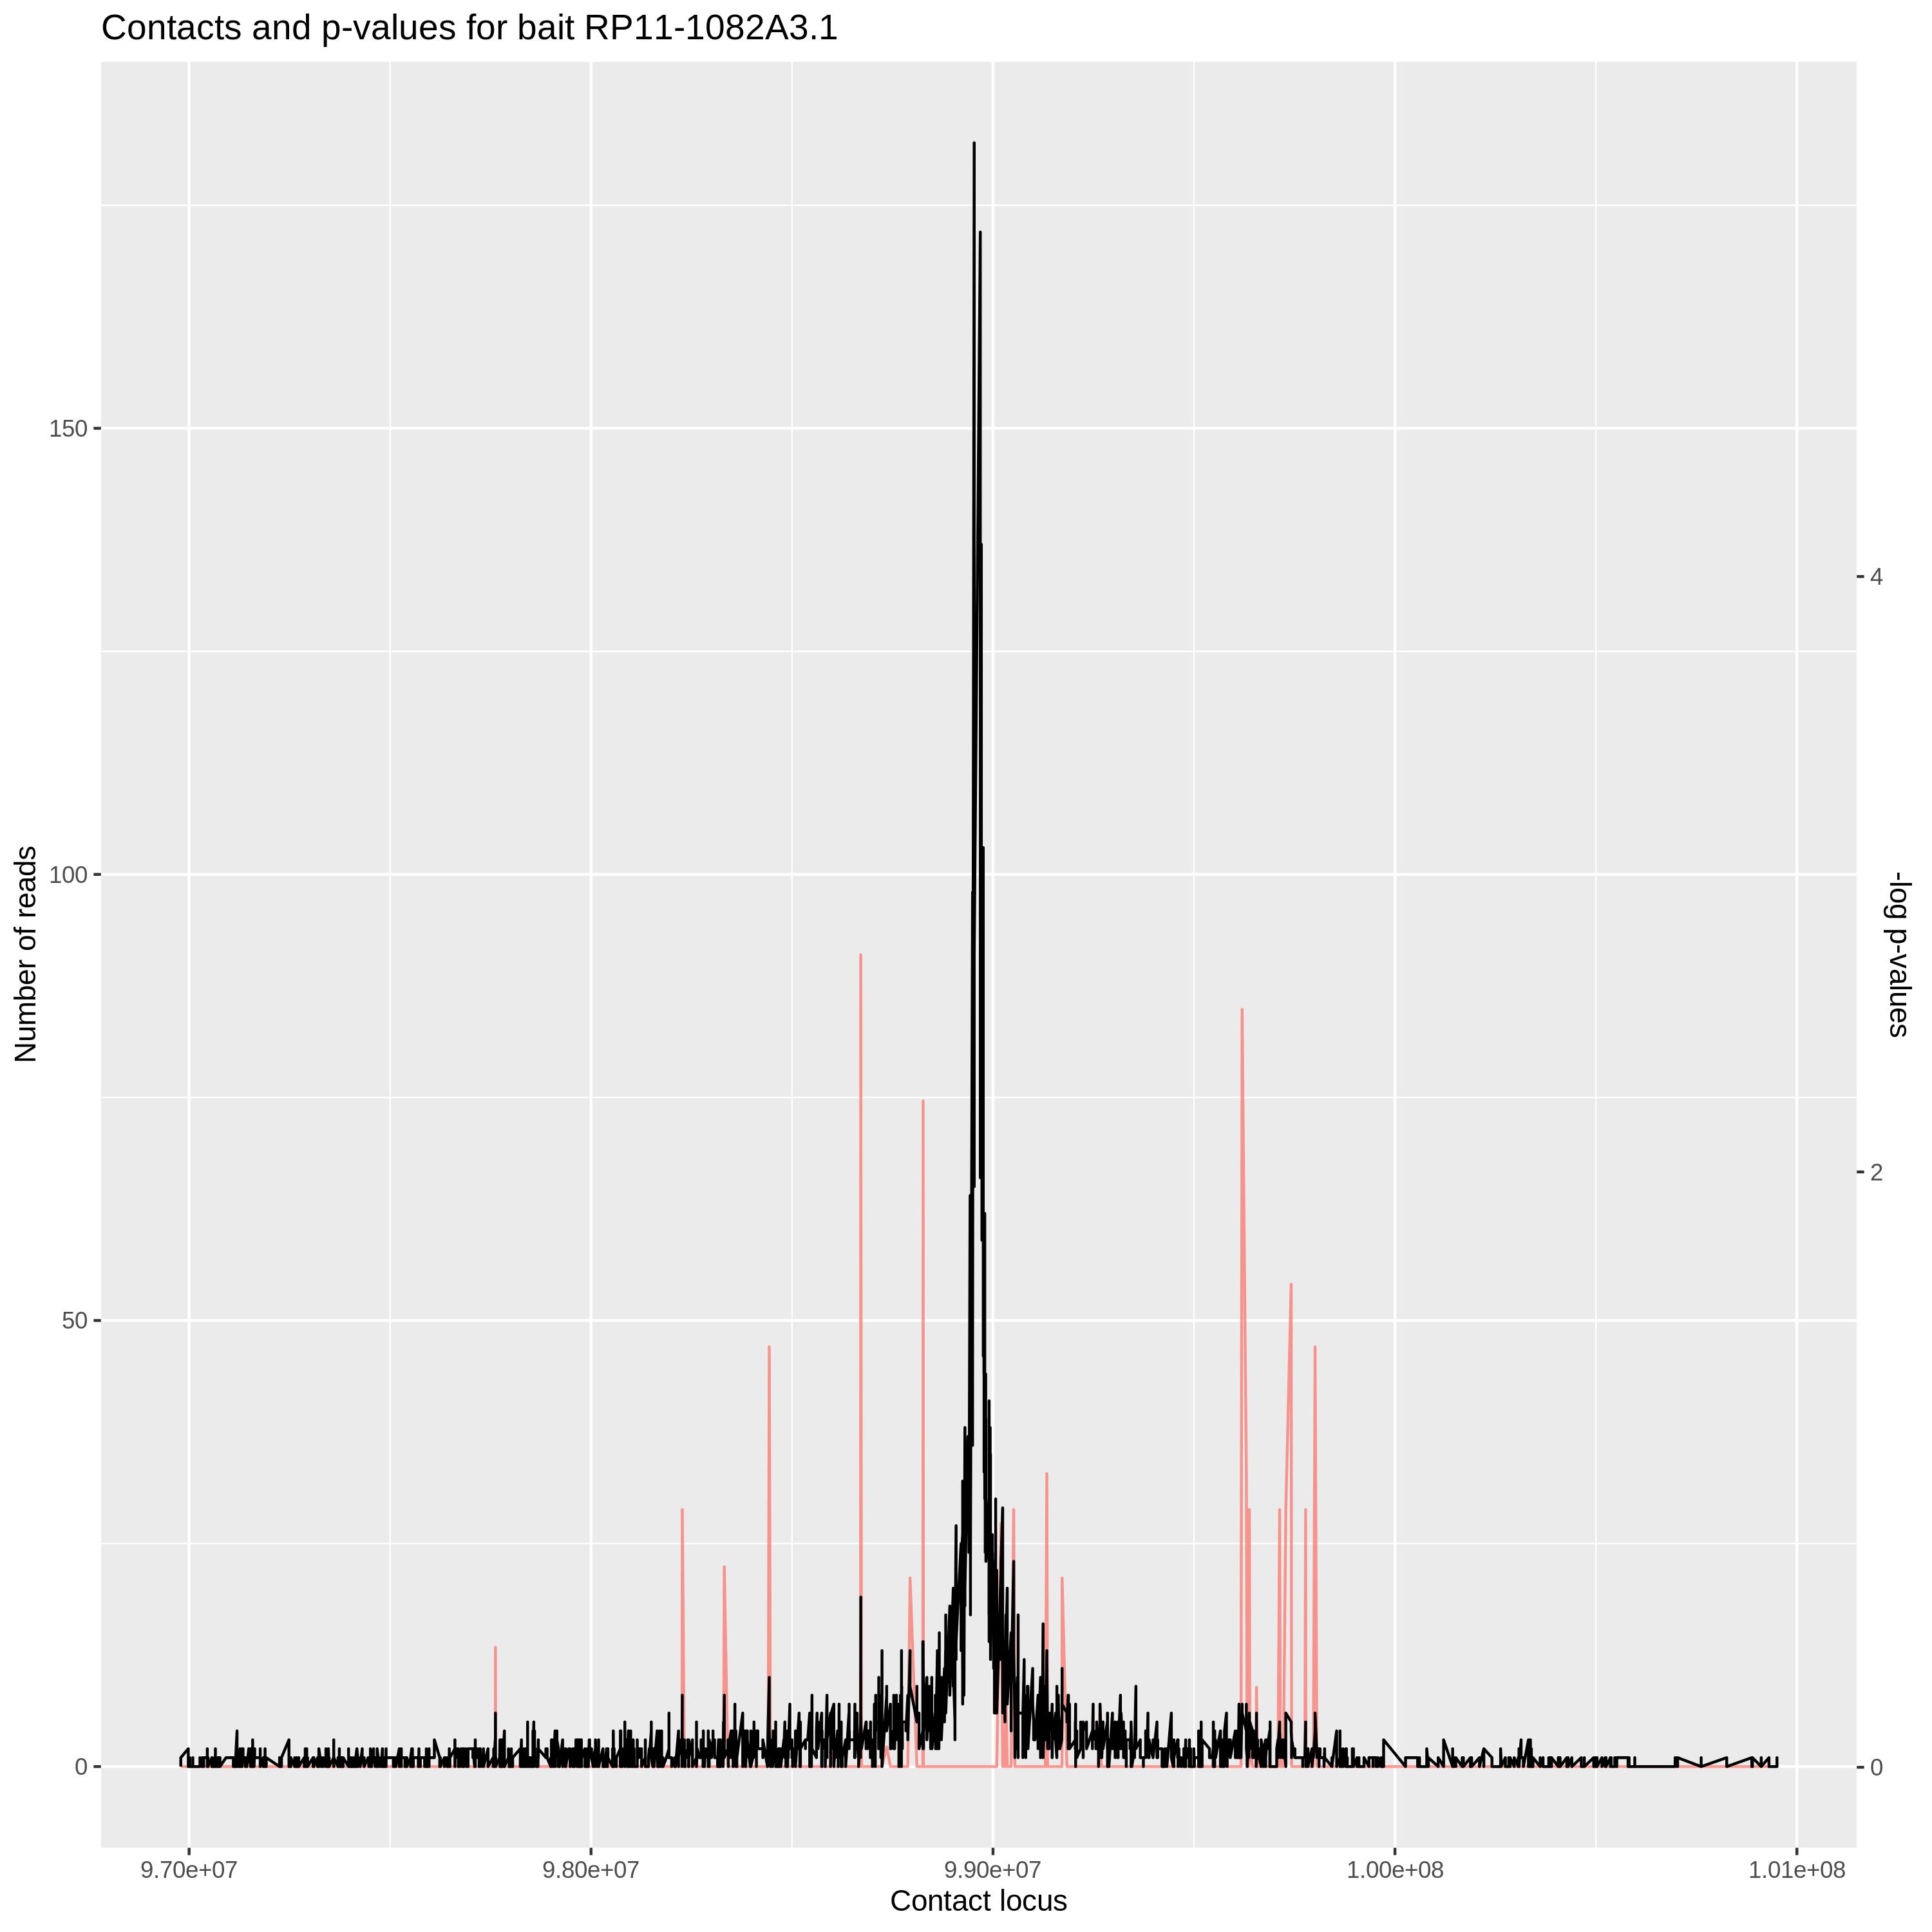 Contacts and p-values for bait RP11-1082A3.1
Number of reads
150
100
50
0
-log p-values
4
2
0
9.70e+07 9.80e+07 9.90e+07 1.00e+08 1.01e+08
Contact locus